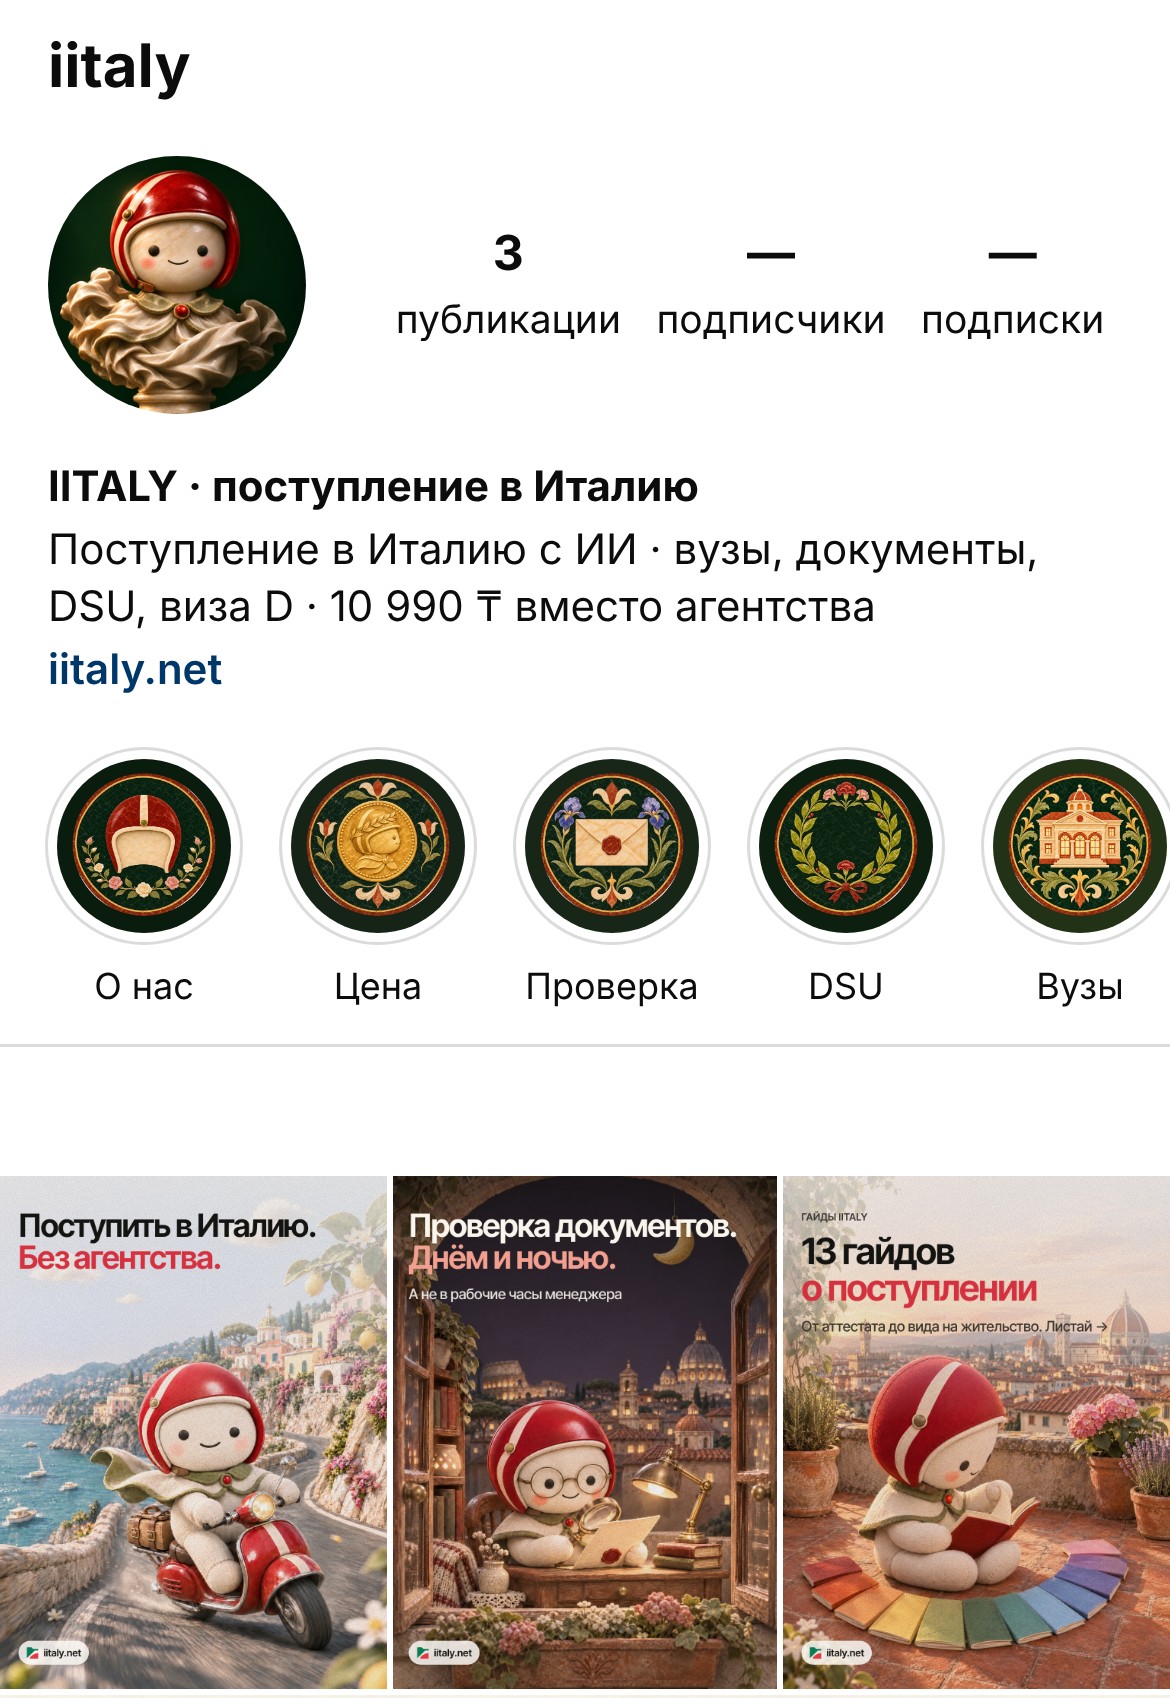 iitaly
3
—
—
публикации
подписчики
подписки
IITALY · поступление в Италию
Поступление в Италию с ИИ · вузы, документы,
DSU, виза D · 10 990 ₸ вместо агентства
iitaly.net
О нас
Цена
Проверка
DSU
Вузы
Поступить в Италию.
Без агентства.
iitaly.net
Проверка документов.
Днём и ночью.
А не в рабочие часы менеджера
iitaly.net
ГАЙДЫ IITALY
13 гайдов
о поступлении
От аттестата до вида на жительство. Листай →
iitaly.net